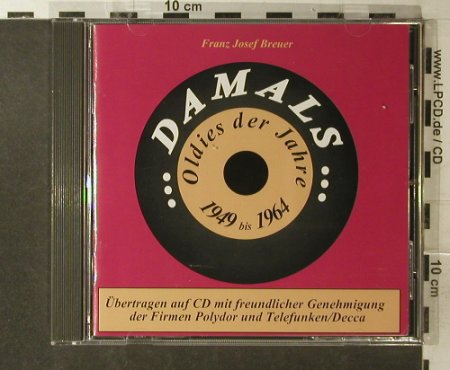 10 cm
Franz Josef Breuer
...DAMALS...
Oldies der Jahre
1949 bis 1964
Übertragen auf CD mit freundlicher Genehmigung
der Firmen Polydor und Telefunken/Decca
www.LPCD.de / CD
10 cm